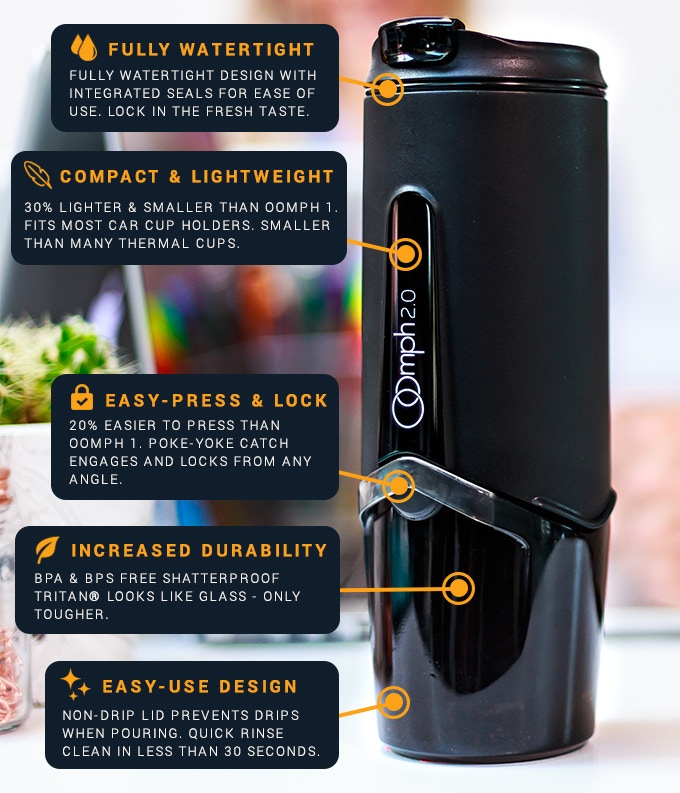 FULLY WATERTIGHT
FULLY WATERTIGHT DESIGN WITH
INTEGRATED SEALS FOR EASE OF
USE. LOCK IN THE FRESH TASTE.
COMPACT & LIGHTWEIGHT
30% LIGHTER & SMALLER THAN OOMPH 1.
FITS MOST CAR CUP HOLDERS. SMALLER
THAN MANY THERMAL CUPS.
Oomph 2.0
EASY-PRESS & LOCK
20% EASIER TO PRESS THAN
OOMPH 1. POKE-YOKE CATCH
ENGAGES AND LOCKS FROM ANY
ANGLE.
INCREASED DURABILITY
BPA & BPS FREE SHATTERPROOF
TRITAN® LOOKS LIKE GLASS - ONLY
TOUGHER.
EASY-USE DESIGN
NON-DRIP LID PREVENTS DRIPS
WHEN POURING. QUICK RINSE
CLEAN IN LESS THAN 30 SECONDS.